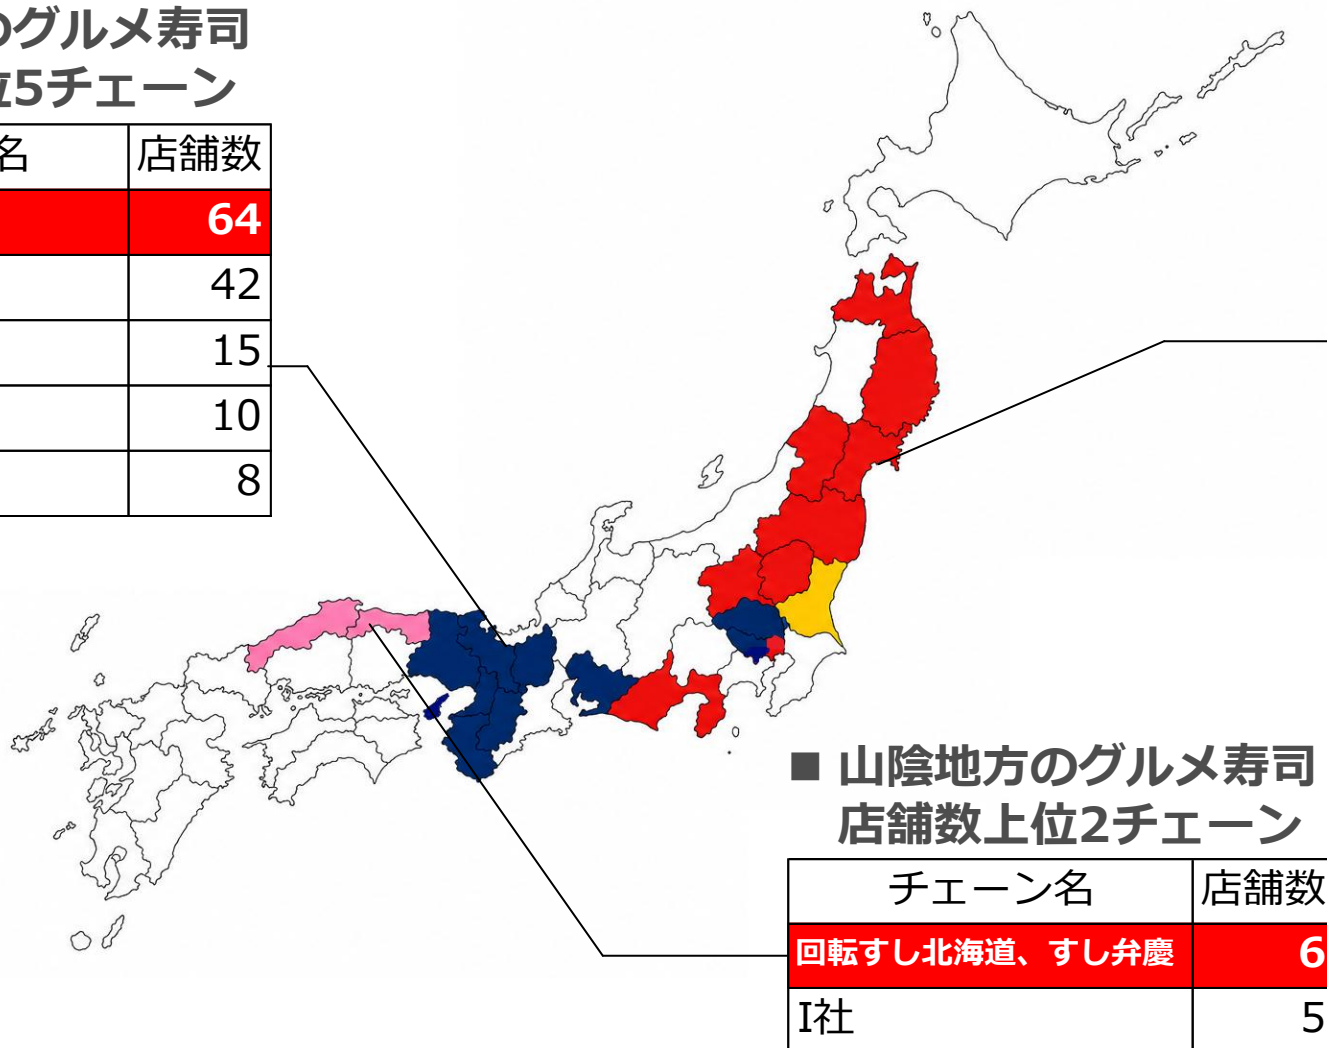 のグルメ寿司
位5チェーン
名 店舗数
64
42
15
10
8
■ 山陰地方のグルメ寿司
店舗数上位2チェーン
チェーン名 店舗数
回転すし北海道、すし弁慶 6
I社 5